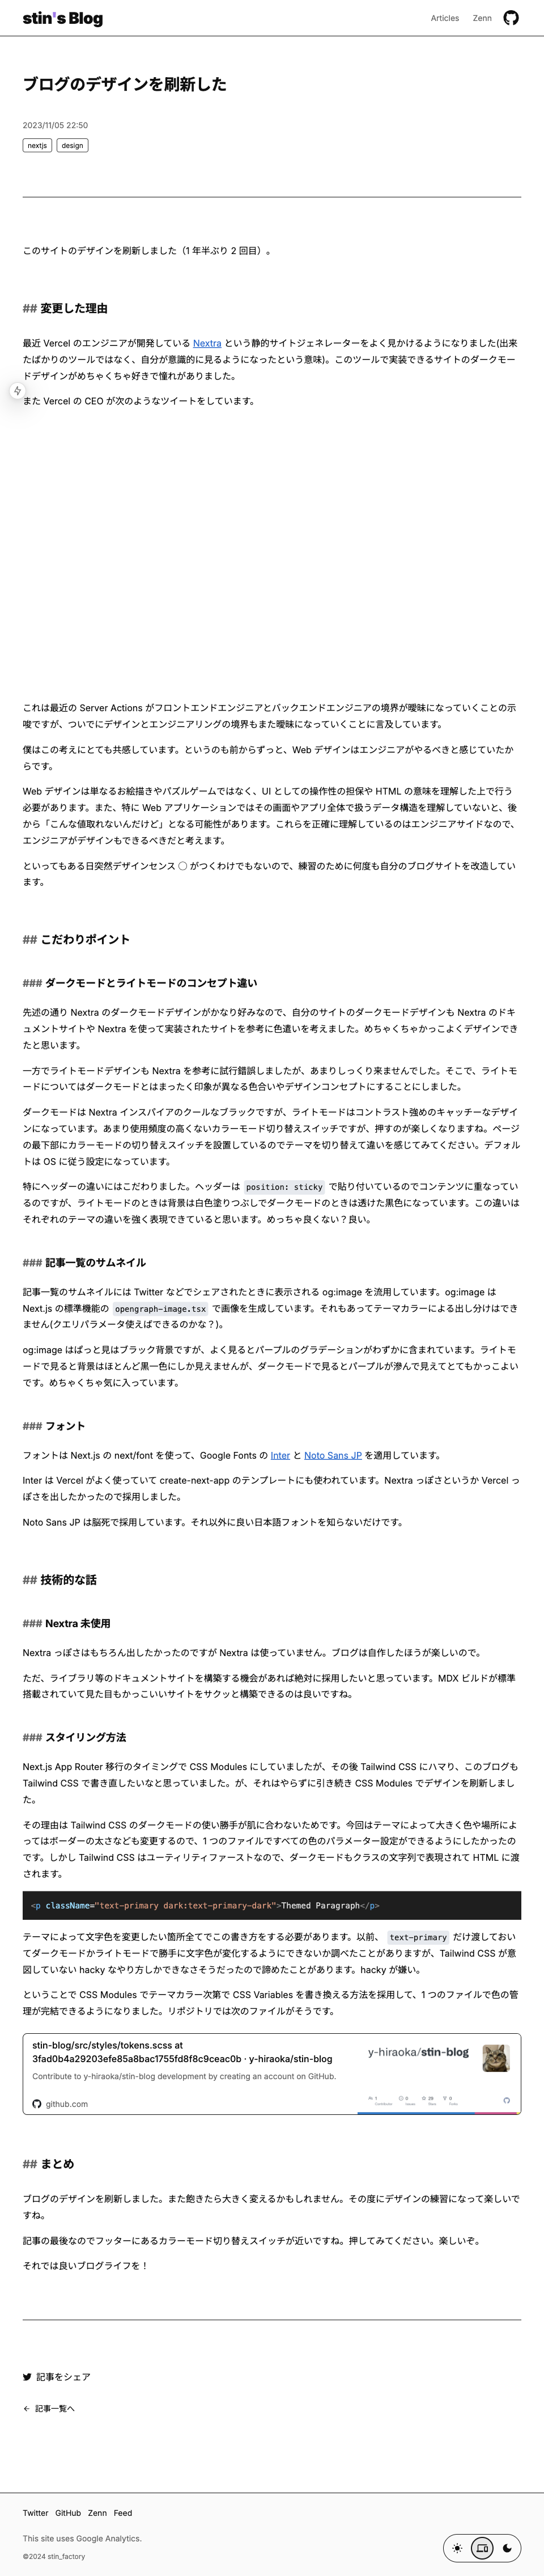 stin's Blog
Articles Zenn
ブログのデザインを刷新した
2023/11/05 22:50
nextjs design
このサイトのデザインを刷新しました（1 年半ぶり 2 回目）。
## 変更した理由
最近 Vercel のエンジニアが開発している Nextra という静的サイトジェネレーターをよく見かけるようになりました(出来
たばかりのツールではなく、自分が意識的に見るようになったという意味)。このツールで実装できるサイトのダークモー
ドデザインがめちゃくちゃ好きで憧れがありました。
また Vercel の CEO が次のようなツイートをしています。
これは最近の Server Actions がフロントエンドエンジニアとバックエンドエンジニアの境界が曖昧になっていくことの示
唆ですが、ついでにデザインとエンジニアリングの境界もまた曖昧になっていくことに言及しています。
僕はこの考えにとても共感しています。というのも前からずっと、Web デザインはエンジニアがやるべきと感じていたか
らです。
Web デザインは単なるお絵描きやパズルゲームではなく、UI としての操作性の担保や HTML の意味を理解した上で行う
必要があります。また、特に Web アプリケーションではその画面やアプリ全体で扱うデータ構造を理解していないと、後
から「こんな値取れないんだけど」となる可能性があります。これらを正確に理解しているのはエンジニアサイドなので、
エンジニアがデザインもできるべきだと考えます。
といってもある日突然デザインセンス ◯ がつくわけでもないので、練習のために何度も自分のブログサイトを改造してい
ます。
## こだわりポイント
### ダークモードとライトモードのコンセプト違い
先述の通り Nextra のダークモードデザインがかなり好みなので、自分のサイトのダークモードデザインも Nextra のドキ
ュメントサイトや Nextra を使って実装されたサイトを参考に色遣いを考えました。めちゃくちゃかっこよくデザインでき
たと思います。
一方でライトモードデザインも Nextra を参考に試行錯誤しましたが、あまりしっくり来ませんでした。そこで、ライトモ
ードについてはダークモードとはまったく印象が異なる色合いやデザインコンセプトにすることにしました。
ダークモードは Nextra インスパイアのクールなブラックですが、ライトモードはコントラスト強めのキャッチーなデザイ
ンになっています。あまり使用頻度の高くないカラーモード切り替えスイッチですが、押すのが楽しくなりますね。ページ
の最下部にカラーモードの切り替えスイッチを設置しているのでテーマを切り替えて違いを感じてみてください。デフォル
トは OS に従う設定になっています。
特にヘッダーの違いにはこだわりました。ヘッダーは position: sticky で貼り付いているのでコンテンツに重なってい
るのですが、ライトモードのときは背景は白色塗りつぶしでダークモードのときは透けた黒色になっています。この違いは
それぞれのテーマの違いを強く表現できていると思います。めっちゃ良くない？良い。
### 記事一覧のサムネイル
記事一覧のサムネイルには Twitter などでシェアされたときに表示される og:image を流用しています。og:image は
Next.js の標準機能の opengraph-image.tsx で画像を生成しています。それもあってテーマカラーによる出し分けはでき
ません(クエリパラメータ使えばできるのかな？)。
og:image はぱっと見はブラック背景ですが、よく見るとパープルのグラデーションがわずかに含まれています。ライトモ
ードで見ると背景はほとんど黒一色にしか見えませんが、ダークモードで見るとパープルが滲んで見えてとてもかっこよい
です。めちゃくちゃ気に入っています。
### フォント
フォントは Next.js の next/font を使って、Google Fonts の Inter と Noto Sans JP を適用しています。
Inter は Vercel がよく使っていて create-next-app のテンプレートにも使われています。Nextra っぽさというか Vercel っ
ぽさを出したかったので採用しました。
Noto Sans JP は脳死で採用しています。それ以外に良い日本語フォントを知らないだけです。
## 技術的な話
### Nextra 未使用
Nextra っぽさはもちろん出したかったのですが Nextra は使っていません。ブログは自作したほうが楽しいので。
ただ、ライブラリ等のドキュメントサイトを構築する機会があれば絶対に採用したいと思っています。MDX ビルドが標準
搭載されていて見た目もかっこいいサイトをサクッと構築できるのは良いですね。
### スタイリング方法
Next.js App Router 移行のタイミングで CSS Modules にしていましたが、その後 Tailwind CSS にハマり、このブログも
Tailwind CSS で書き直したいなと思っていました。が、それはやらずに引き続き CSS Modules でデザインを刷新しまし
た。
その理由は Tailwind CSS のダークモードの使い勝手が肌に合わないためです。今回はテーマによって大きく色や場所によ
ってはボーダーの太さなども変更するので、1 つのファイルですべての色のパラメーター設定ができるようにしたかったの
です。しかし Tailwind CSS はユーティリティファーストなので、ダークモードもクラスの文字列で表現されて HTML に渡
されます。
<p className="text-primary dark:text-primary-dark">Themed Paragraph</p>
テーマによって文字色を変更したい箇所全てでこの書き方をする必要があります。以前、 text-primary だけ渡しておい
てダークモードかライトモードで勝手に文字色が変化するようにできないか調べたことがありますが、Tailwind CSS が意
図していない hacky なやり方しかできなさそうだったので諦めたことがあります。hacky が嫌い。
ということで CSS Modules でテーマカラー次第で CSS Variables を書き換える方法を採用して、1 つのファイルで色の管
理が完結できるようになりました。リポジトリでは次のファイルがそうです。
stin-blog/src/styles/tokens.scss at
3fad0b4a29203efe85a8bac1755fd8f8c9ceac0b · y-hiraoka/stin-blog
Contribute to y-hiraoka/stin-blog development by creating an account on GitHub.
github.com
y-hiraoka/stin-blog
## まとめ
ブログのデザインを刷新しました。また飽きたら大きく変えるかもしれません。その度にデザインの練習になって楽しいで
すね。
記事の最後なのでフッターにあるカラーモード切り替えスイッチが近いですね。押してみてください。楽しいぞ。
それでは良いブログライフを！
記事をシェア
← 記事一覧へ
Twitter GitHub Zenn Feed
This site uses Google Analytics.
©2024 stin_factory